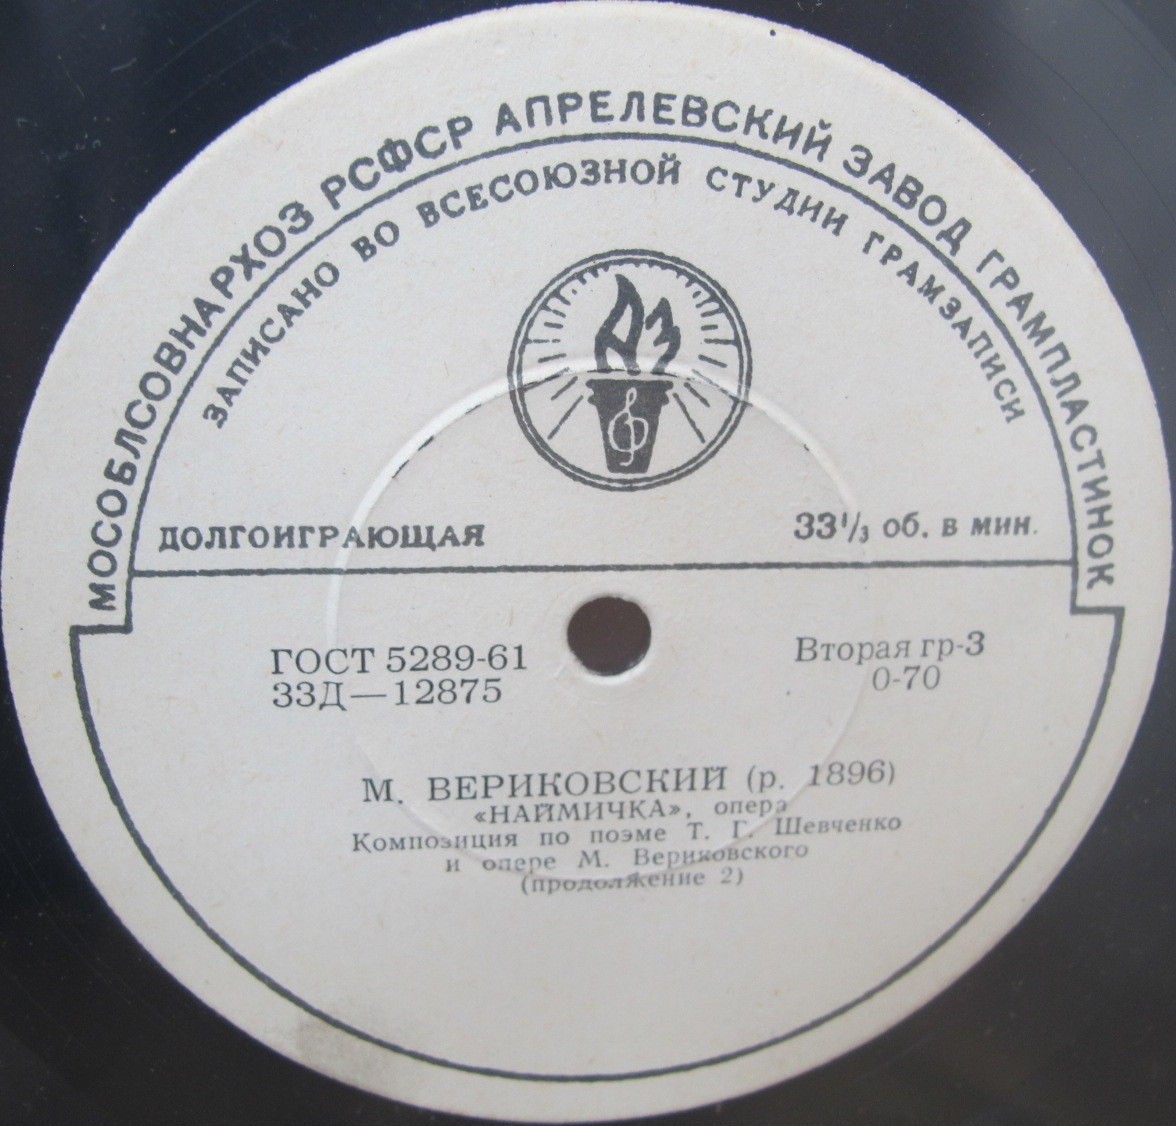 МОСОБЛСОВНАРХОЗ РСФСР АПРЕЛЕВСКИЙ ЗАВОД ГРАМПЛАСТИНОК
ЗАПИСАНО ВО ВСЕСОЮЗНОЙ СТУДИИ ГРАМЗАПИСИ
АЗ
ДОЛГОИГРАЮЩАЯ 33⅓ об. в мин.
ГОСТ 5289-61 Вторая гр-3
33Д—12875 0-70
М. ВЕРИКОВСКИЙ (р. 1896)
«НАЙМИЧКА», опера
Композиция по поэме Т. Г. Шевченко
и опере М. Вериковского
(продолжение 2)